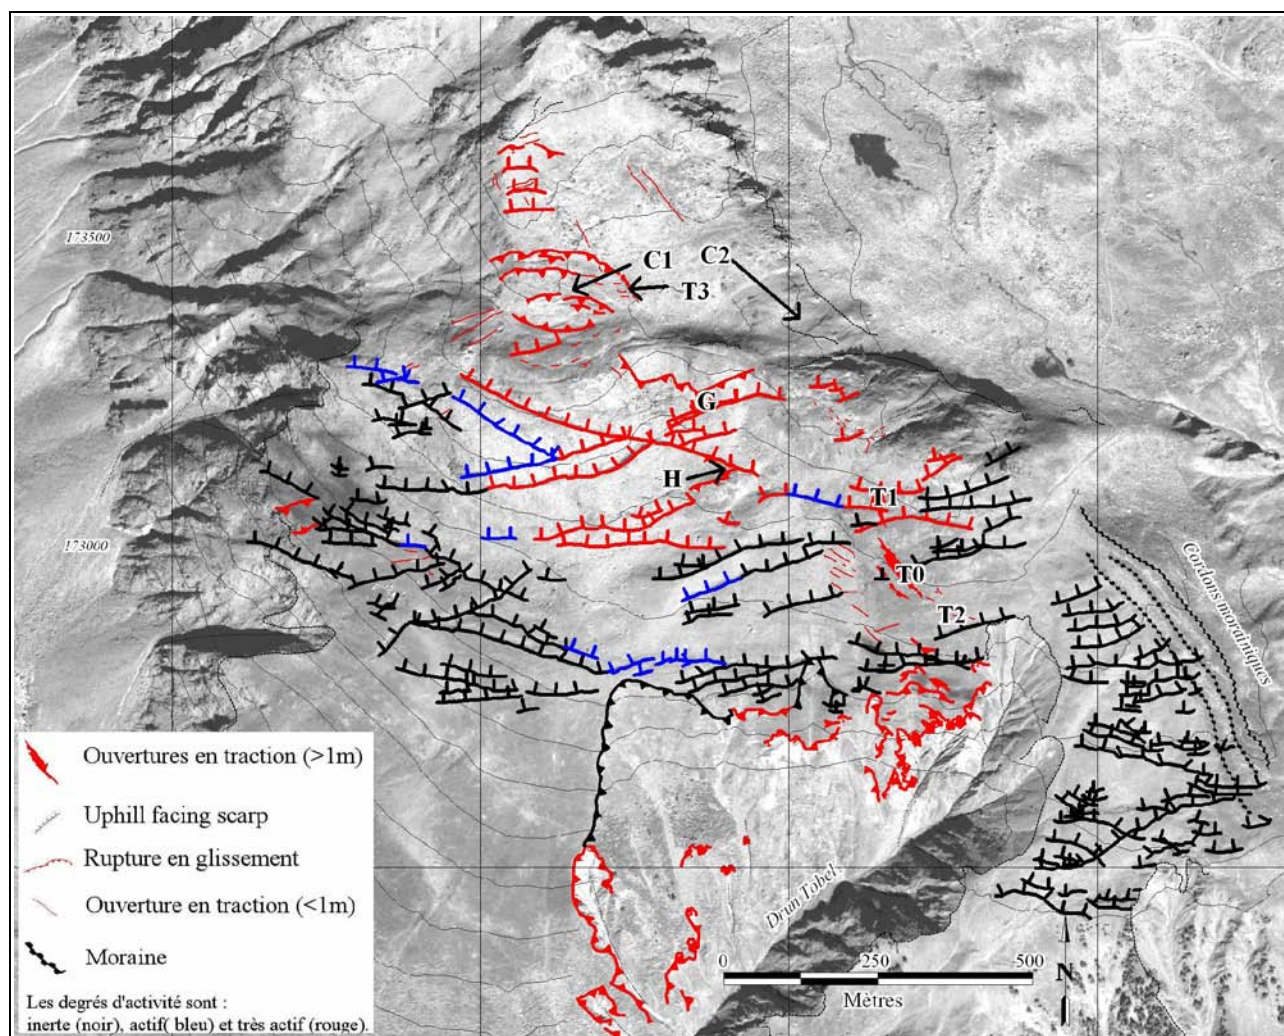 173500
C1
C2
T3
G
H
T1
173000
T0
T2
Cordons morainiques
Drun Tobel
Ouvertures en traction (>1m)
Uphill facing scarp
Rupture en glissement
Ouverture en traction (<1m)
Moraine
Les degrés d'activité sont :
inerte (noir), actif( bleu) et très actif (rouge).
0 250 500
Mètres
N